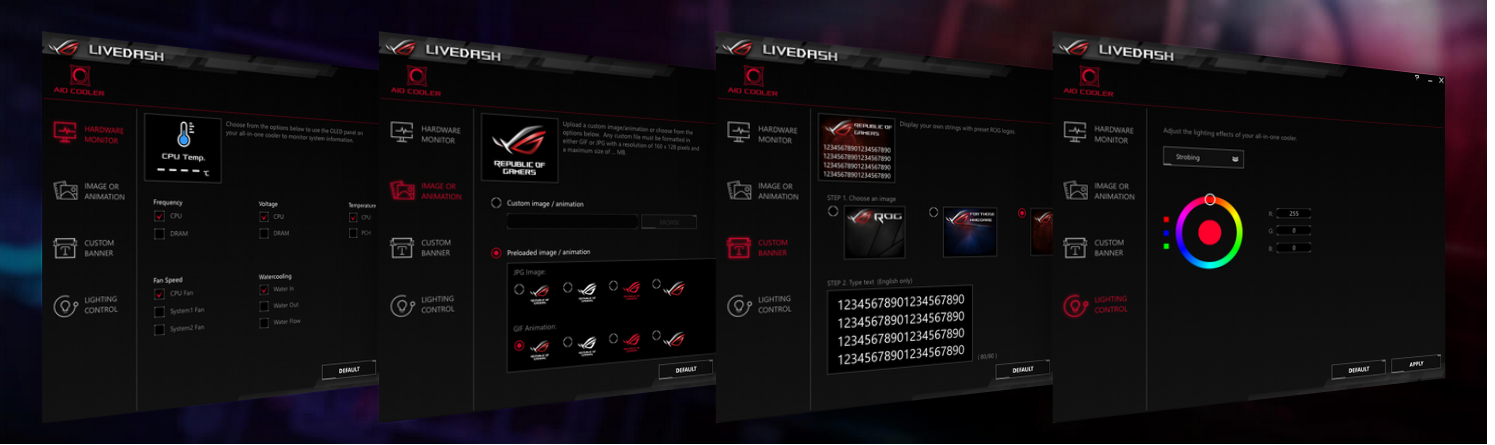 LIVEDASH
AIO COOLER
HARDWARE
MONITOR
IMAGE OR
ANIMATION
CUSTOM
BANNER
LIGHTING
CONTROL
CPU Temp.
- - - - °C
Choose from the options below to use the OLED panel on
your all-in-one cooler to monitor system information.
Frequency
CPU
DRAM
Voltage
CPU
DRAM
Temperature
CPU
PCH
Fan Speed
CPU Fan
System1 Fan
System2 Fan
Watercooling
Water In
Water Out
Water Flow
DEFAULT
LIVEDASH
AIO COOLER
HARDWARE
MONITOR
IMAGE OR
ANIMATION
CUSTOM
BANNER
LIGHTING
CONTROL
REPUBLIC OF
GAMERS
Upload a custom image/animation or choose from the
options below. Any custom file must be formatted in
either GIF or JPG with a resolution of 160 x 128 pixels and
a maximum size of ... MB.
Custom image / animation
BROWSE
Preloaded image / animation
JPG Image:
GIF Animation:
DEFAULT
LIVEDASH
AIO COOLER
HARDWARE
MONITOR
IMAGE OR
ANIMATION
CUSTOM
BANNER
LIGHTING
CONTROL
REPUBLIC OF
GAMERS
12345678901234567890
12345678901234567890
12345678901234567890
12345678901234567890
Display your own strings with preset ROG logos.
STEP 1. Choose an image
ROG
FOR THOSE
WHO DARE
STEP 2. Type text (English only)
12345678901234567890
12345678901234567890
12345678901234567890
12345678901234567890
( 80/80 )
DEFAULT
LIVEDASH
? – X
AIO COOLER
HARDWARE
MONITOR
IMAGE OR
ANIMATION
CUSTOM
BANNER
LIGHTING
CONTROL
Adjust the lighting effects of your all-in-one cooler.
Strobing
R: 255
G: 0
B: 0
DEFAULT
APPLY